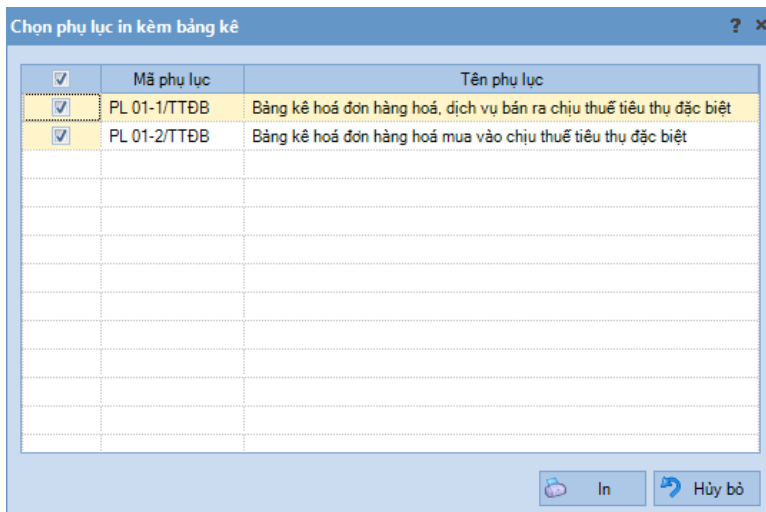 Chọn phụ lục in kèm bảng kê
? ×
Mã phụ lục Tên phụ lục
PL 01-1/TTĐB Bảng kê hoá đơn hàng hoá, dịch vụ bán ra chịu thuế tiêu thụ đặc biệt
PL 01-2/TTĐB Bảng kê hoá đơn hàng hoá mua vào chịu thuế tiêu thụ đặc biệt
In Hủy bỏ